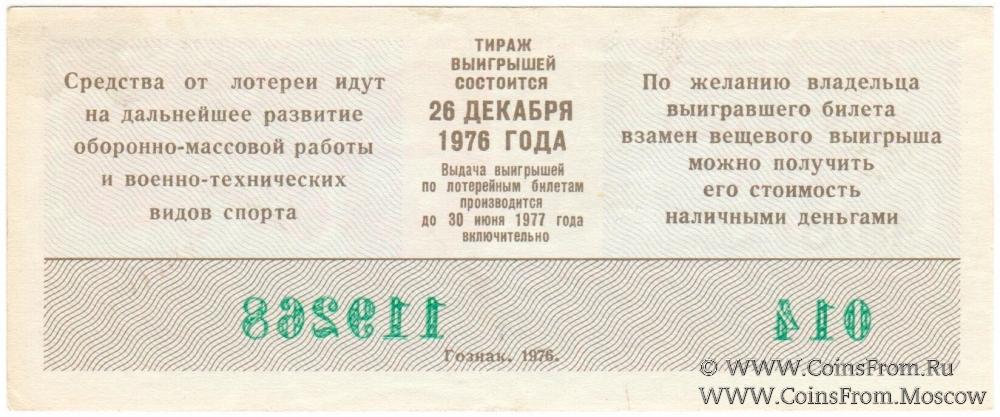 Средства от лотереи идут
на дальнейшее развитие
оборонно-массовой работы
и военно-технических
видов спорта
ТИРАЖ
ВЫИГРЫШЕЙ
СОСТОИТСЯ
26 ДЕКАБРЯ
1976 ГОДА
Выдача выигрышей
по лотерейным билетам
производится
до 30 июня 1977 года
включительно
По желанию владельца
выигравшего билета
взамен вещевого выигрыша
можно получить
его стоимость
наличными деньгами
119268
014
Гознак. 1976.
© WWW.CoinsFrom.Ru
WWW.CoinsFrom.Moscow